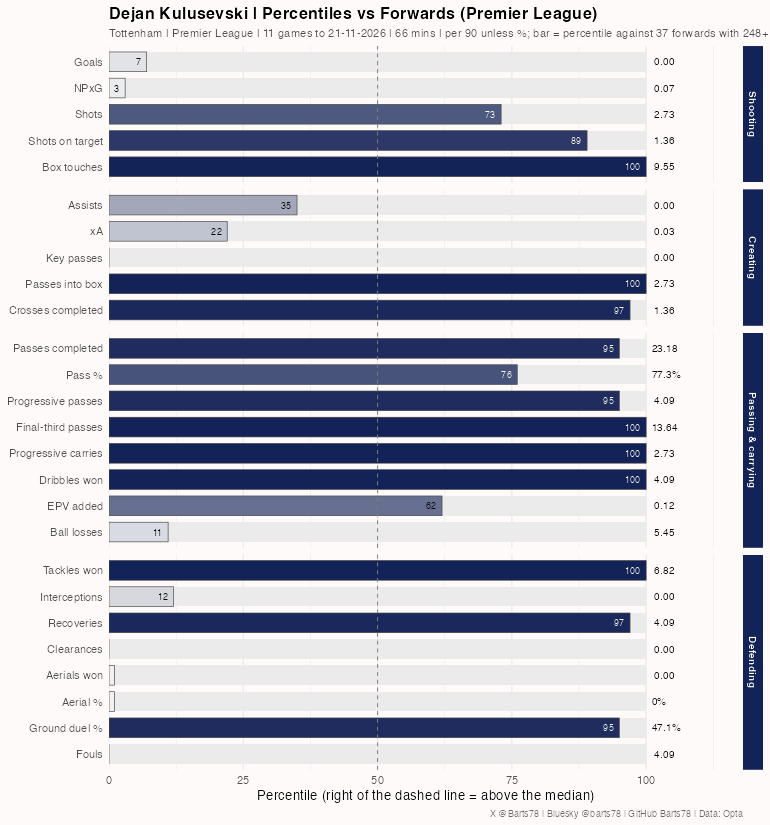 Dejan Kulusevski | Percentiles vs Forwards (Premier League)
Tottenham | Premier League | 11 games to 21-11-2026 | 66 mins | per 90 unless %; bar = percentile against 37 forwards with 248+
Shooting
Goals 7 0.00
NPxG 3 0.07
Shots 73 2.73
Shots on target 89 1.36
Box touches 100 9.55
Creating
Assists 35 0.00
xA 22 0.03
Key passes 0.00
Passes into box 100 2.73
Crosses completed 97 1.36
Passing & carrying
Passes completed 95 23.18
Pass % 76 77.3%
Progressive passes 95 4.09
Final-third passes 100 13.64
Progressive carries 100 2.73
Dribbles won 100 4.09
EPV added 62 0.12
Ball losses 11 5.45
Defending
Tackles won 100 6.82
Interceptions 12 0.00
Recoveries 97 4.09
Clearances 0.00
Aerials won 0.00
Aerial % 0%
Ground duel % 95 47.1%
Fouls 4.09
0 25 50 75 100
Percentile (right of the dashed line = above the median)
X @Barts78 | Bluesky @barts78 | GitHub Barts78 | Data: Opta